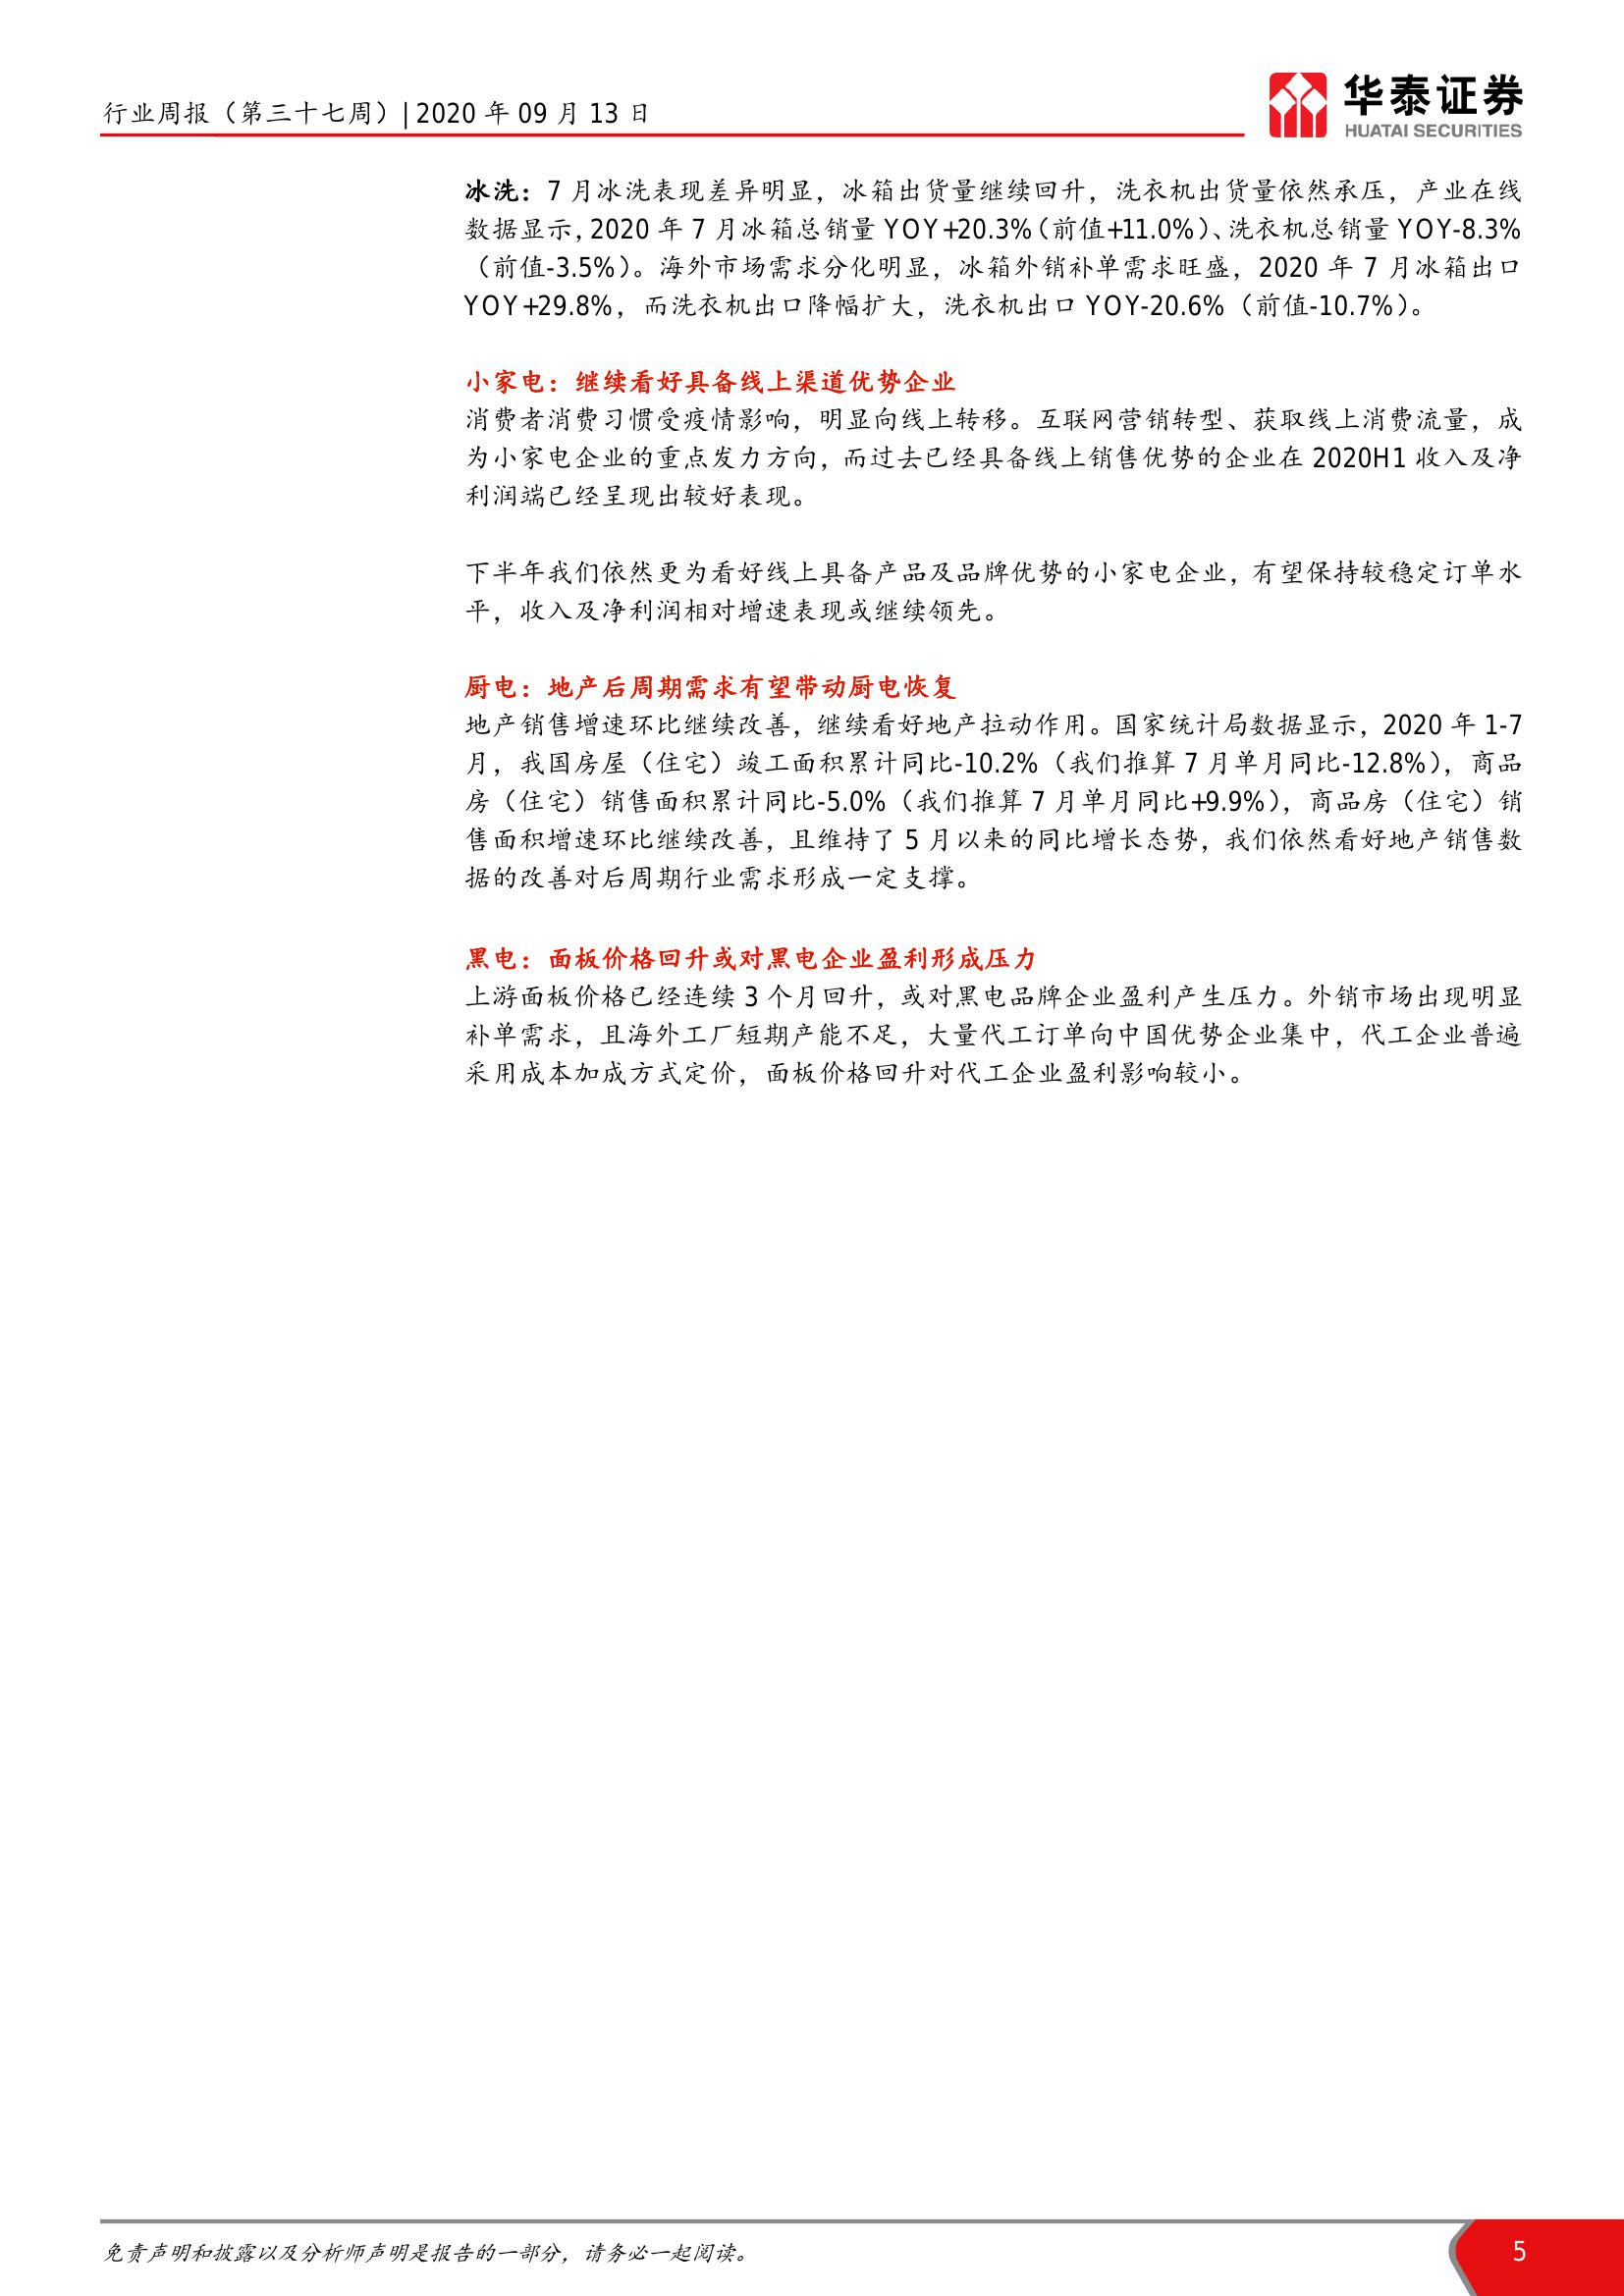 行业周报（第三十七周）| 2020 年 09 月 13 日
华泰证券
HUATAI SECURITIES
冰洗：7 月冰洗表现差异明显，冰箱出货量继续回升，洗衣机出货量依然承压，产业在线
数据显示，2020 年 7 月冰箱总销量 YOY+20.3%（前值+11.0%）、洗衣机总销量 YOY-8.3%
（前值-3.5%）。海外市场需求分化明显，冰箱外销补单需求旺盛，2020 年 7 月冰箱出口
YOY+29.8%，而洗衣机出口降幅扩大，洗衣机出口 YOY-20.6%（前值-10.7%）。
小家电：继续看好具备线上渠道优势企业
消费者消费习惯受疫情影响，明显向线上转移。互联网营销转型、获取线上消费流量，成
为小家电企业的重点发力方向，而过去已经具备线上销售优势的企业在 2020H1 收入及净
利润端已经呈现出较好表现。
下半年我们依然更为看好线上具备产品及品牌优势的小家电企业，有望保持较稳定订单水
平，收入及净利润相对增速表现或继续领先。
厨电：地产后周期需求有望带动厨电恢复
地产销售增速环比继续改善，继续看好地产拉动作用。国家统计局数据显示，2020 年 1-7
月，我国房屋（住宅）竣工面积累计同比-10.2%（我们推算 7 月单月同比-12.8%），商品
房（住宅）销售面积累计同比-5.0%（我们推算 7 月单月同比+9.9%），商品房（住宅）销
售面积增速环比继续改善，且维持了 5 月以来的同比增长态势，我们依然看好地产销售数
据的改善对后周期行业需求形成一定支撑。
黑电：面板价格回升或对黑电企业盈利形成压力
上游面板价格已经连续 3 个月回升，或对黑电品牌企业盈利产生压力。外销市场出现明显
补单需求，且海外工厂短期产能不足，大量代工订单向中国优势企业集中，代工企业普遍
采用成本加成方式定价，面板价格回升对代工企业盈利影响较小。
免责声明和披露以及分析师声明是报告的一部分，请务必一起阅读。
5